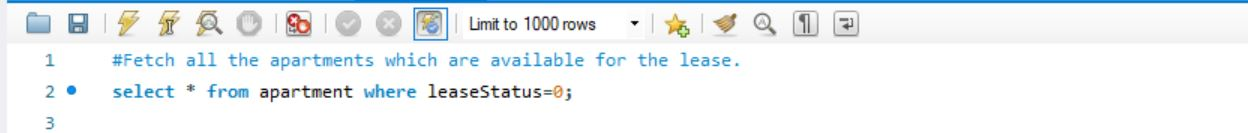 Limit to 1000 rows
1 #Fetch all the apartments which are available for the lease.
2 select * from apartment where leaseStatus=0;
3